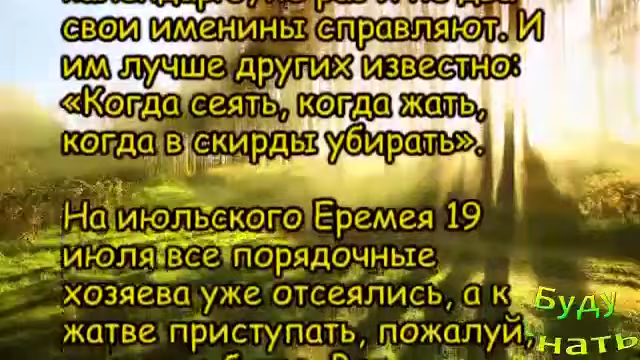 свои именины справляют. И
им лучше других известно:
«Когда сеять, когда жать,
когда в скирды убирать».
На июльского Еремея 19
июля все порядочные
хозяева уже отсеялись, а к
жатве приступать, пожалуй,
Буду
нать